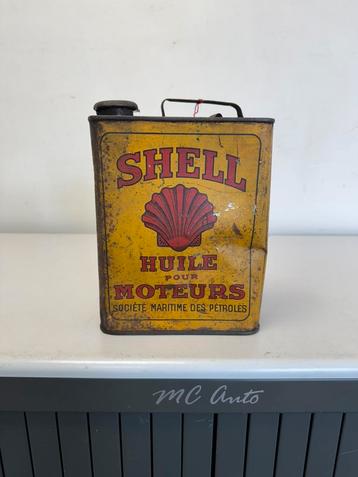 SHELL
HUILE
POUR
MOTEURS
SOCIÉTÉ MARITIME DES PÉTROLES
MC Auto